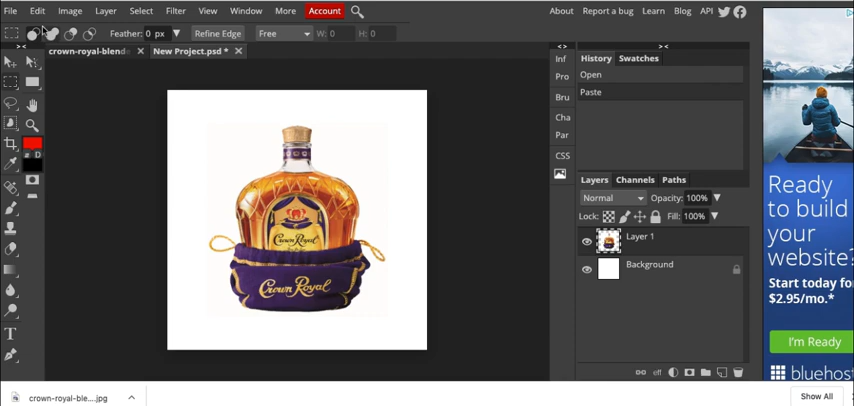 File Edit Image Layer Select Filter View Window More Account About Report a bug Learn Blog API
Feather: 0 px Refine Edge Free W: 0 H: 0
crown-royal-blend New Project.psd *
Inf
Pro
Bru
Cha
Par
CSS
History Swatches
Open
Paste
Layers Channels Paths
Normal Opacity: 100%
Lock: Fill: 100%
Layer 1
Background
off
Crown Royal
Crown Royal
Ready
to build
your
website?
Start today fo
$2.95/mo.*
I'm Ready
bluehost
crown-royal-ble....jpg
Show All